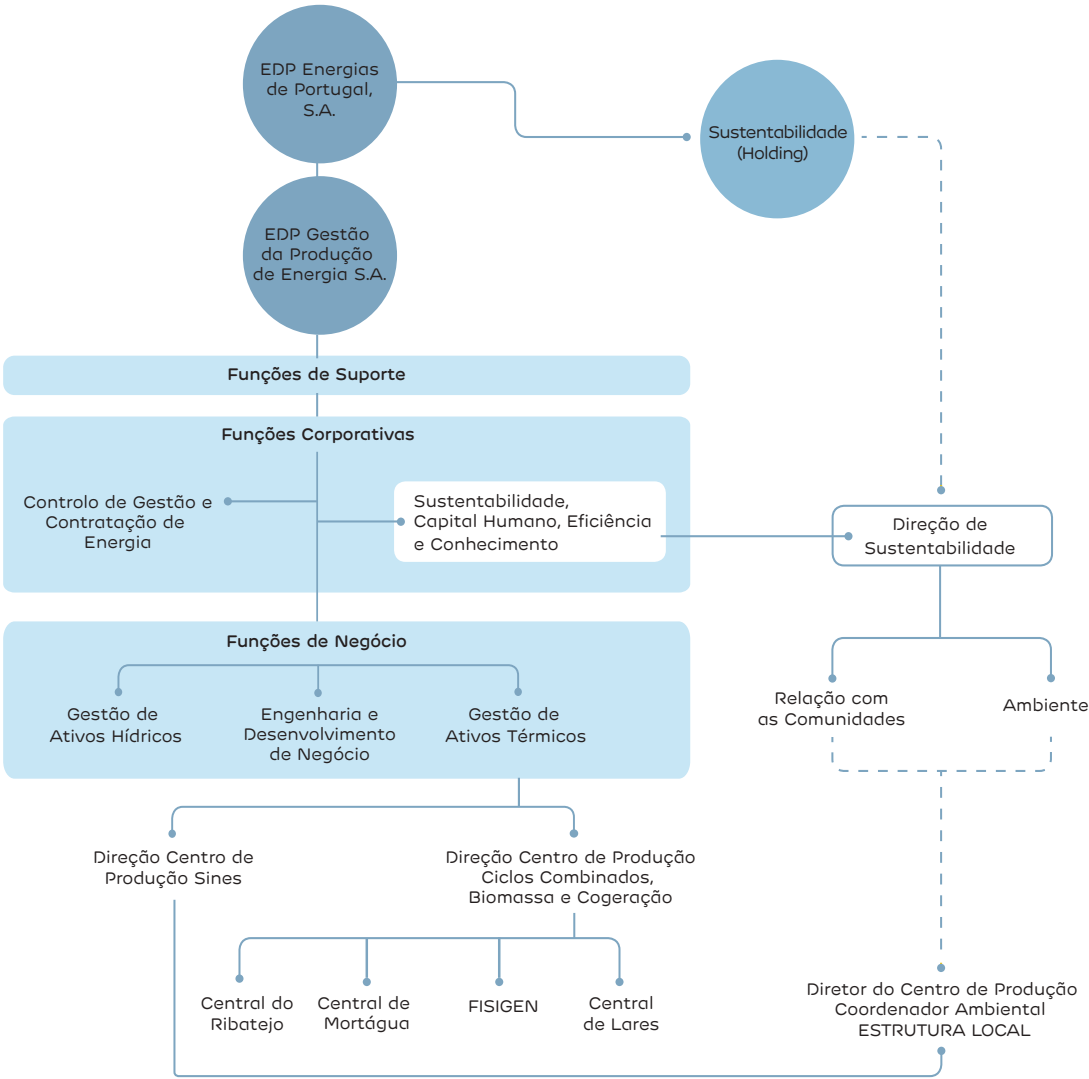 EDP Energias
de Portugal,
S.A.
Sustentabilidade
(Holding)
EDP Gestão
da Produção
de Energia S.A.
Funções de Suporte
Funções Corporativas
Controlo de Gestão e
Contratação de
Energia
Sustentabilidade,
Capital Humano, Eficiência
e Conhecimento
Direção de
Sustentabilidade
Funções de Negócio
Gestão de
Ativos Hídricos
Engenharia e
Desenvolvimento
de Negócio
Gestão de
Ativos Térmicos
Relação com
as Comunidades
Ambiente
Direção Centro de
Produção Sines
Direção Centro de Produção
Ciclos Combinados,
Biomassa e Cogeração
Central do
Ribatejo
Central de
Mortágua
FISIGEN
Central
de Lares
Diretor do Centro de Produção
Coordenador Ambiental
ESTRUTURA LOCAL